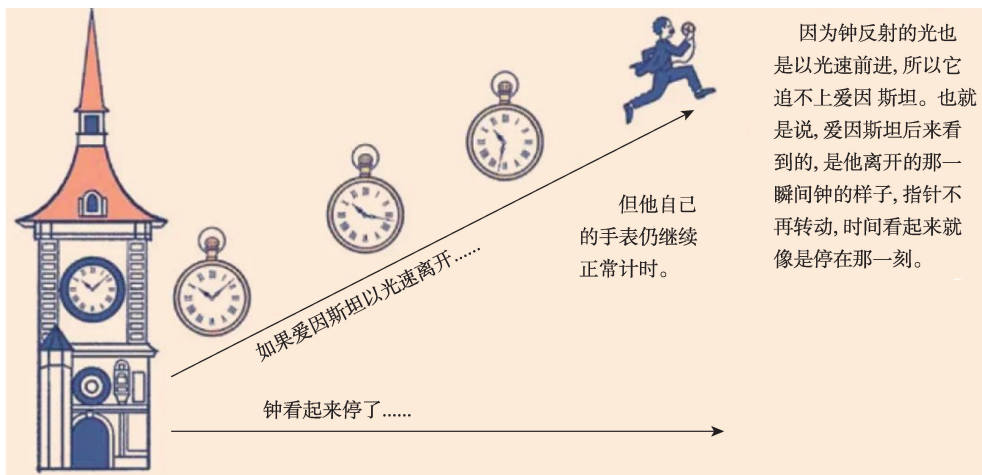 因为钟反射的光也
是以光速前进, 所以它
追不上爱因 斯坦。也就
是说, 爱因斯坦后来看
到的, 是他离开的那一
瞬间钟的样子, 指针不
再转动, 时间看起来就
像是停在那一刻。
但他自己
的手表仍继续
正常计时。
如果爱因斯坦以光速离开……
钟看起来停了……